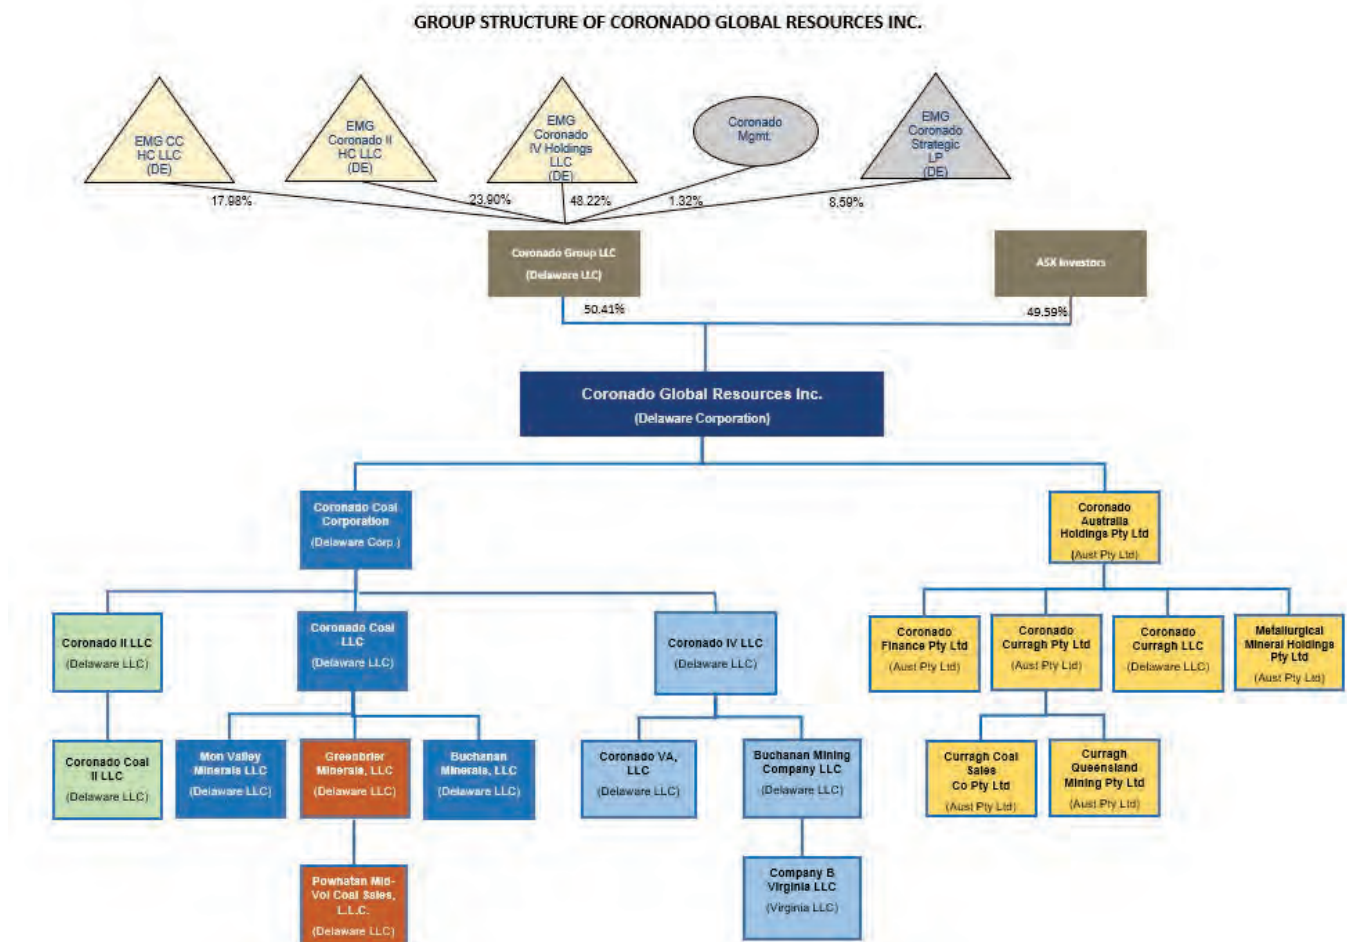 GROUP STRUCTURE OF CORONADO GLOBAL RESOURCES INC.
EMG CC
HC LLC
(DE)
EMG
Coronado II
HC LLC
(DE)
EMG
Coronado
IV Holdings
LLC
(DE)
Coronado
Mgmt.
EMG
Coronado
Strategic
LP
(DE)
17.98%
23.90%
48.22%
1.32%
8.59%
Coronado Group LLC
(Delaware LLC)
ASX Investors
50.41%
49.59%
Coronado Global Resources Inc.
(Delaware Corporation)
Coronado Coal
Corporation
(Delaware Corp.)
Coronado
Australia
Holdings Pty Ltd
(Aust Pty Ltd)
Coronado II LLC
(Delaware LLC)
Coronado Coal
LLC
(Delaware LLC)
Coronado IV LLC
(Delaware LLC)
Coronado
Finance Pty Ltd
(Aust Pty Ltd)
Coronado
Curragh Pty Ltd
(Aust Pty Ltd)
Coronado
Curragh LLC
(Delaware LLC)
Metallurgical
Mineral Holdings
Pty Ltd
(Aust Pty Ltd)
Coronado Coal
II LLC
(Delaware LLC)
Mon Valley
Minerals LLC
(Delaware LLC)
Greenbrier
Minerals, LLC
(Delaware LLC)
Buchanan
Minerals, LLC
(Delaware LLC)
Coronado VA,
LLC
(Delaware LLC)
Buchanan Mining
Company LLC
(Delaware LLC)
Curragh Coal
Sales
Co Pty Ltd
(Aust Pty Ltd)
Curragh
Queensland
Mining Pty Ltd
(Aust Pty Ltd)
Powhatan Mid-
Vol Coal Sales,
L.L.C.
(Delaware LLC)
Company B
Virginia LLC
(Virginia LLC)